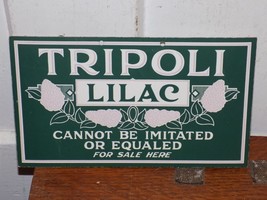 TRIPOLI
LILAC
CANNOT BE IMITATED
OR EQUALED
FOR SALE HERE